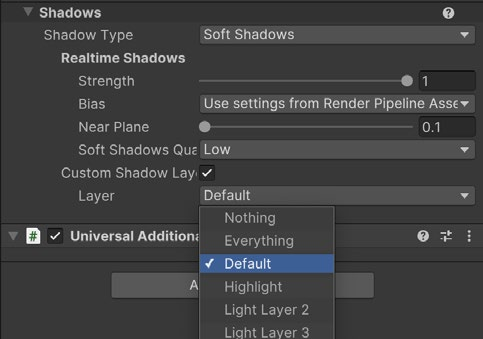 Shadows
Shadow Type Soft Shadows
Realtime Shadows
Strength 1
Bias Use settings from Render Pipeline Asse
Near Plane 0.1
Soft Shadows Qua Low
Custom Shadow Laye
Layer Default
Nothing
# Universal Additiona
Everything
Default
Highlight
A
Light Layer 2
Light Layer 3